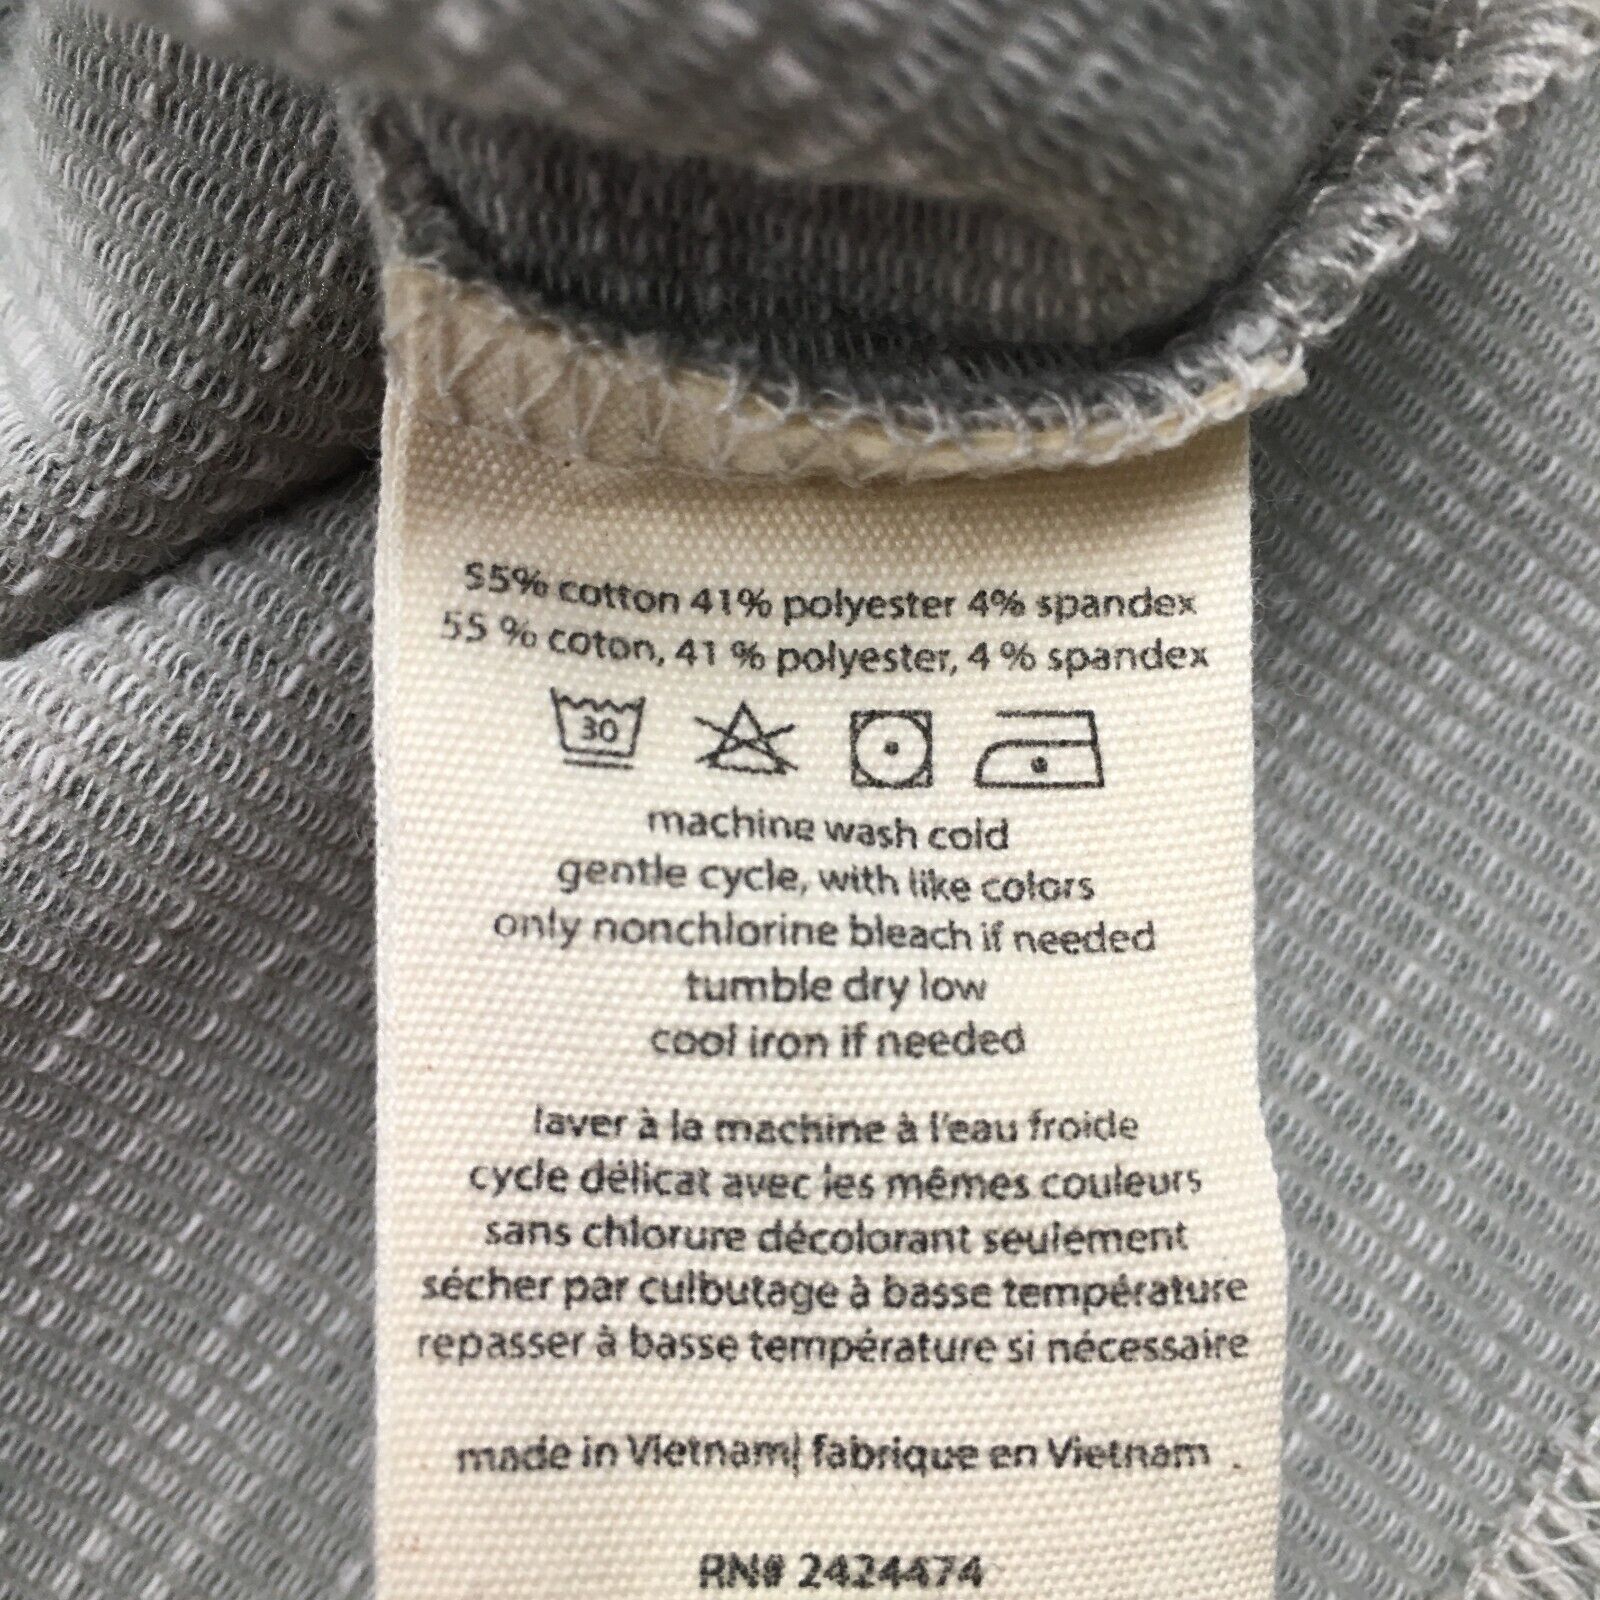 55% cotton 41% polyester 4% spandex
55 % coton, 41 % polyester, 4 % spandex
30
machine wash cold
gentle cycle, with like colors
only nonchlorine bleach if needed
tumble dry low
cool iron if needed
laver à la machine à l'eau froide
cycle délicat avec les mêmes couleurs
sans chlorure décolorant seulement
sécher par culbutage à basse température
repasser à basse température si nécessaire
made in Vietnam| fabrique en Vietnam
RN# 2424474